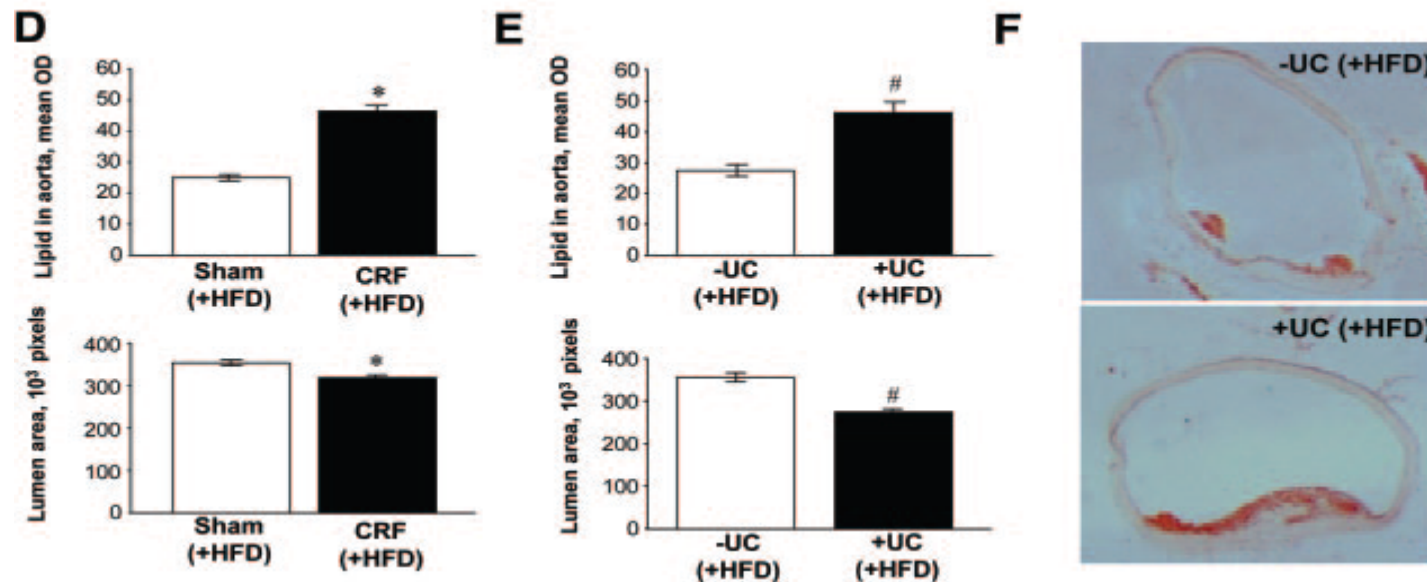 D
Lipid in aorta, mean OD
60
50
40
30
20
10
0
*
Sham
(+HFD)
CRF
(+HFD)
Lumen area, 10³ pixels
400
300
200
100
0
*
Sham
(+HFD)
CRF
(+HFD)
E
Lipid in aorta, mean OD
60
50
40
30
20
10
0
#
-UC
(+HFD)
+UC
(+HFD)
Lumen area, 10³ pixels
400
300
200
100
0
#
-UC
(+HFD)
+UC
(+HFD)
F
-UC (+HFD)
+UC (+HFD)